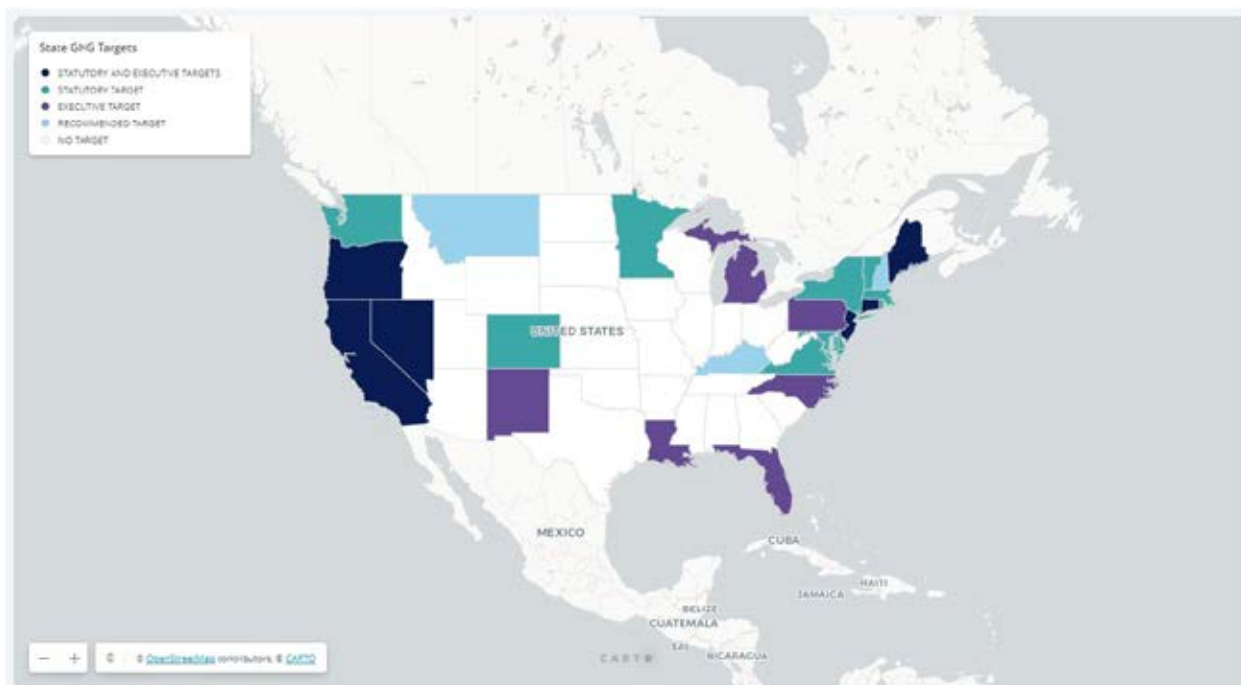 State GHG Targets
STATUTORY AND EXECUTIVE TARGETS
STATUTORY TARGET
EXECUTIVE TARGET
RECOMMENDED TARGET
NO TARGET
UNITED STATES
MEXICO
CUBA
HAITI
JAMAICA
BELIZE
GUATEMALA
NICARAGUA
− + © © OpenStreetMap contributors, © CARTO
CARTO